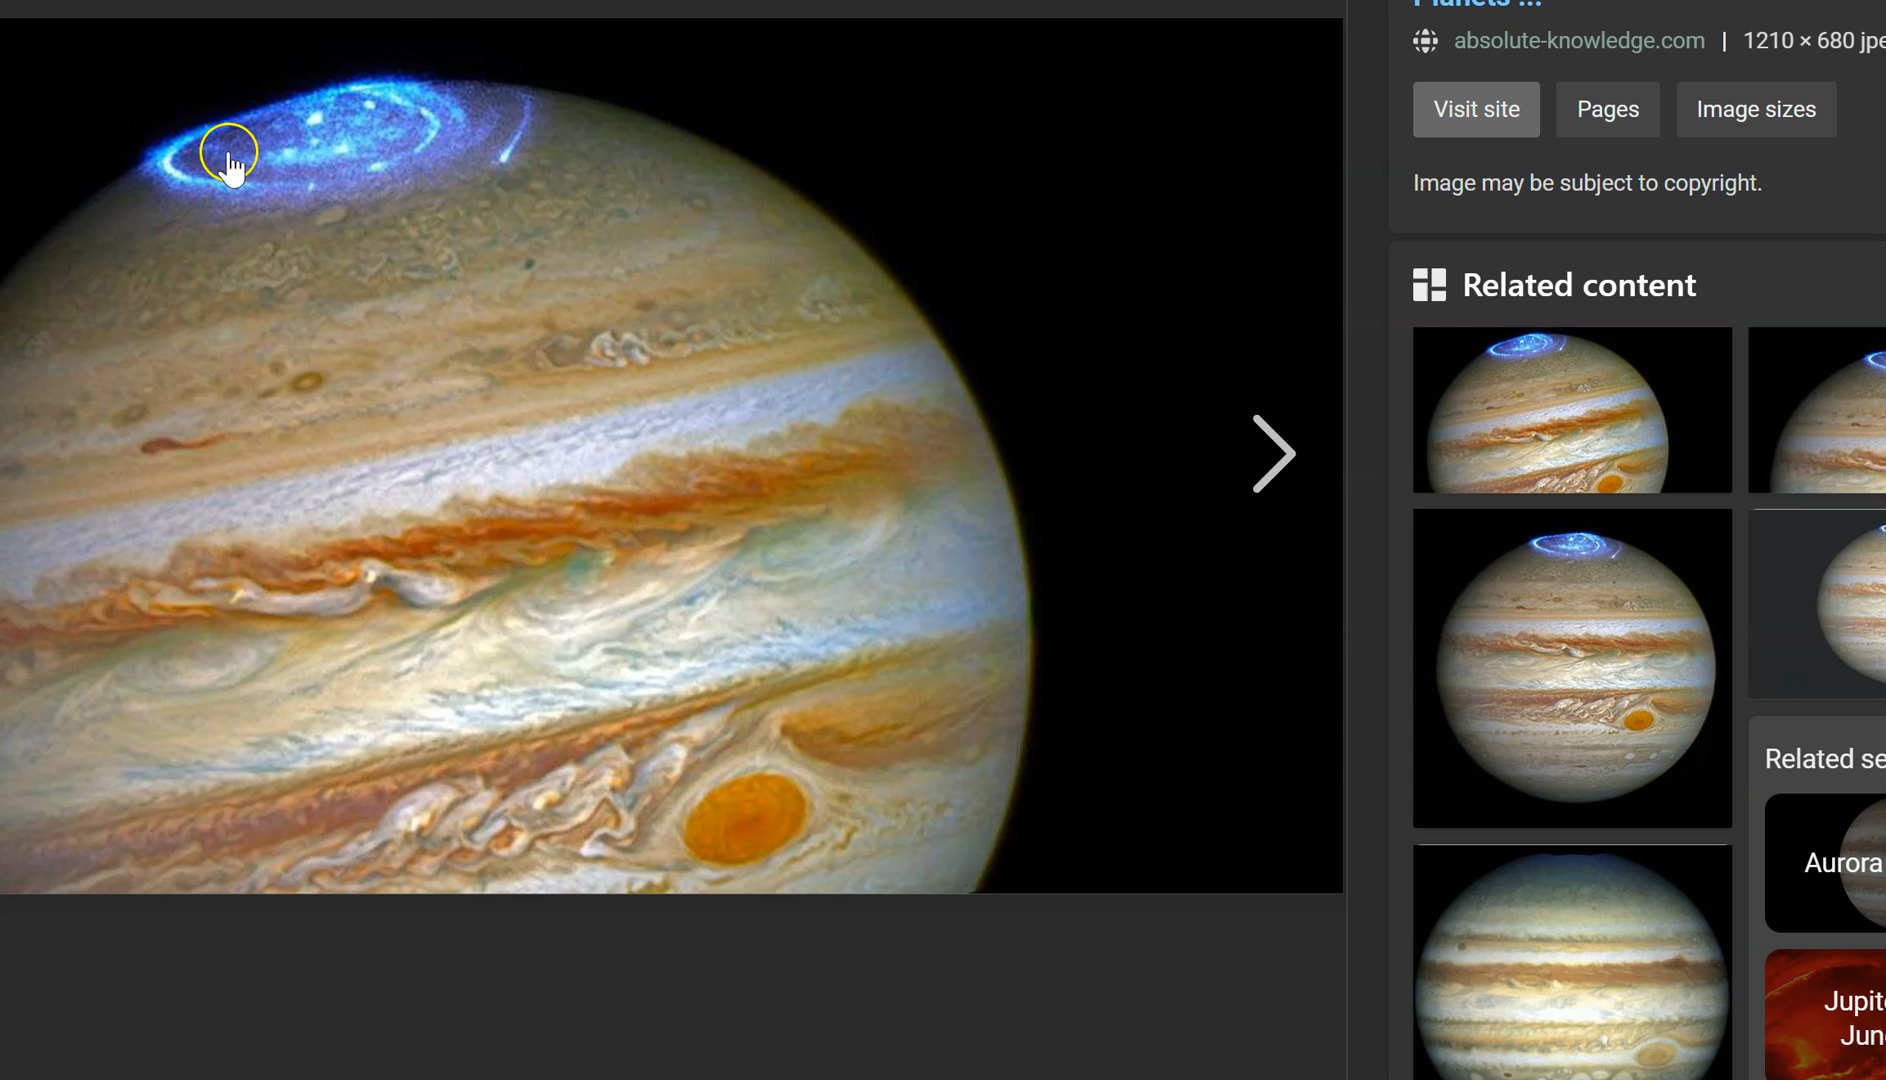 Planets ...
absolute-knowledge.com | 1210 × 680 jpe
Visit site
Pages
Image sizes
Image may be subject to copyright.
Related content
Related se
Aurora
Jupit
Jun